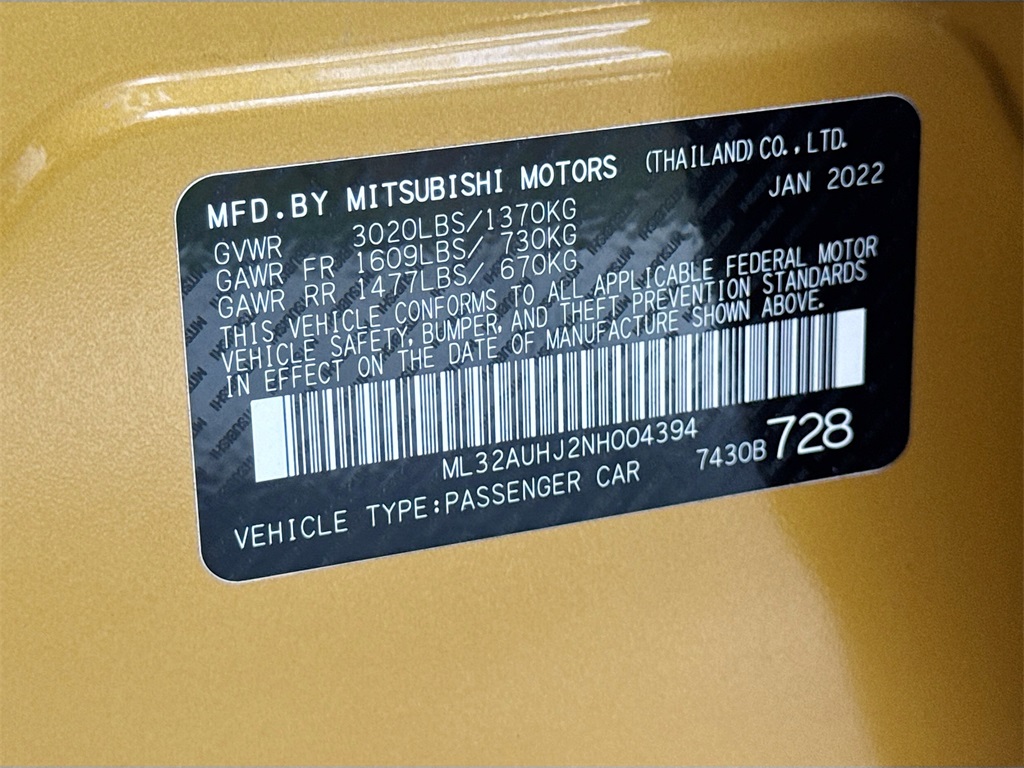 MFD.BY MITSUBISHI MOTORS (THAILAND) CO.,LTD.
JAN 2022
GVWR 3020LBS/1370KG
GAWR FR 1609LBS/ 730KG
GAWR RR 1477LBS/ 670KG
THIS VEHICLE CONFORMS TO ALL APPLICABLE FEDERAL MOTOR
VEHICLE SAFETY, BUMPER, AND THEFT PREVENTION STANDARDS
IN EFFECT ON THE DATE OF MANUFACTURE SHOWN ABOVE.
ML32AUHJ2NH004394
7430B 728
VEHICLE TYPE:PASSENGER CAR